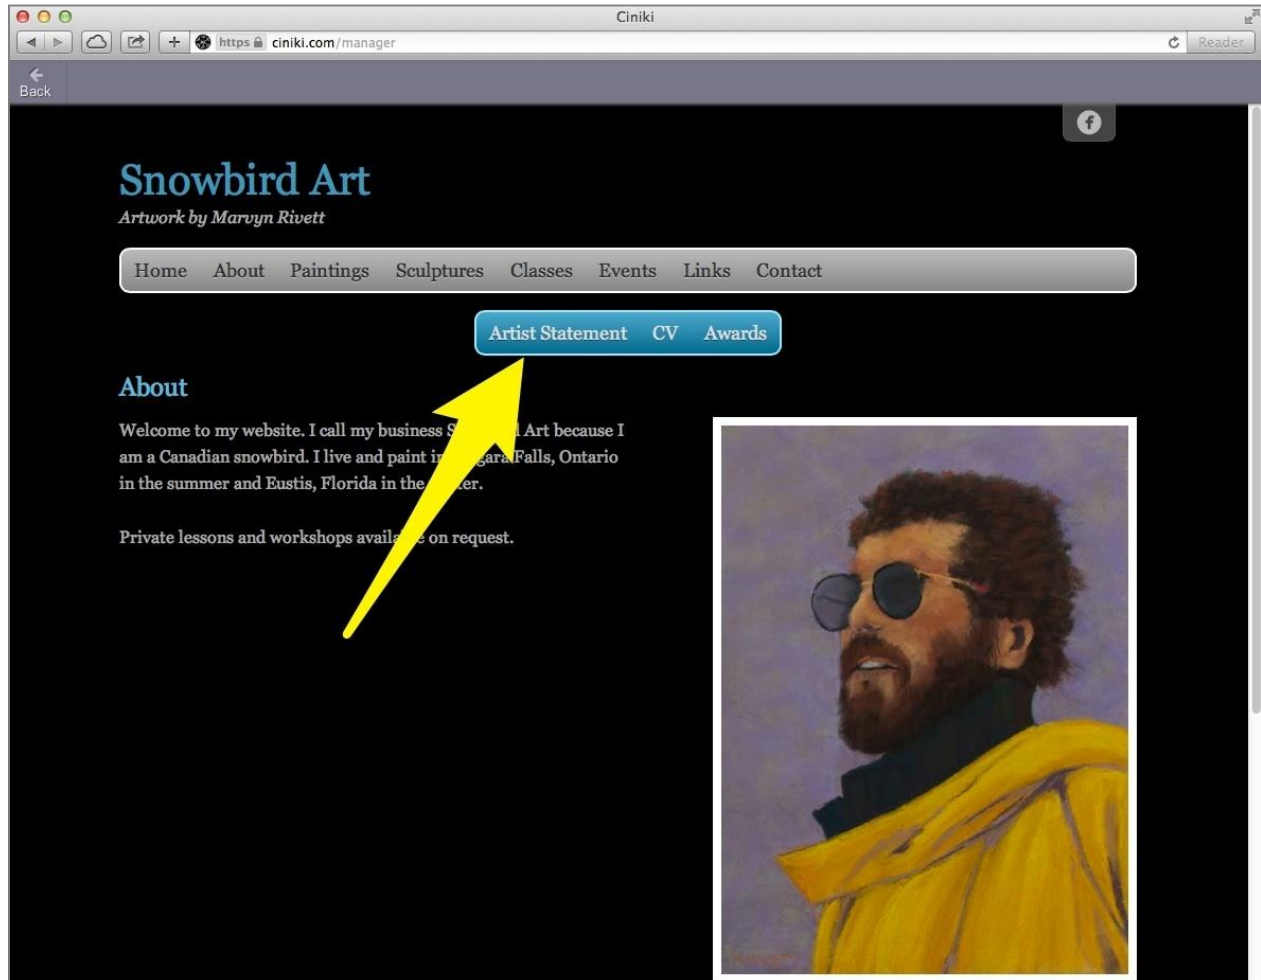 Ciniki
https ciniki.com/manager
Reader
Back
Snowbird Art
Artwork by Marvyn Rivett
Home About Paintings Sculptures Classes Events Links Contact
Artist Statement CV Awards
About
Welcome to my website. I call my business Art because I
am a Canadian snowbird. I live and paint in Falls, Ontario
in the summer and Eustis, Florida in the
Private lessons and workshops on request.